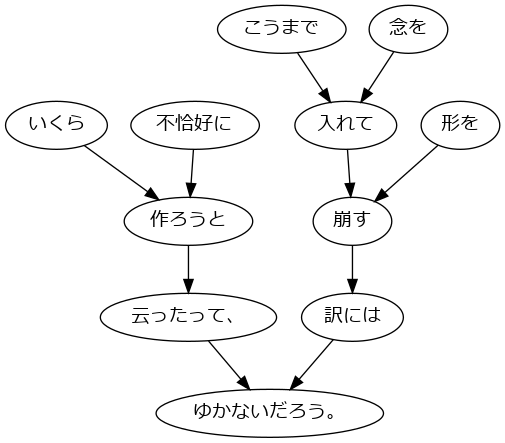 こうまで
念を
いくら
不恰好に
入れて
形を
作ろうと
崩す
云ったって、
訳には
ゆかないだろう。